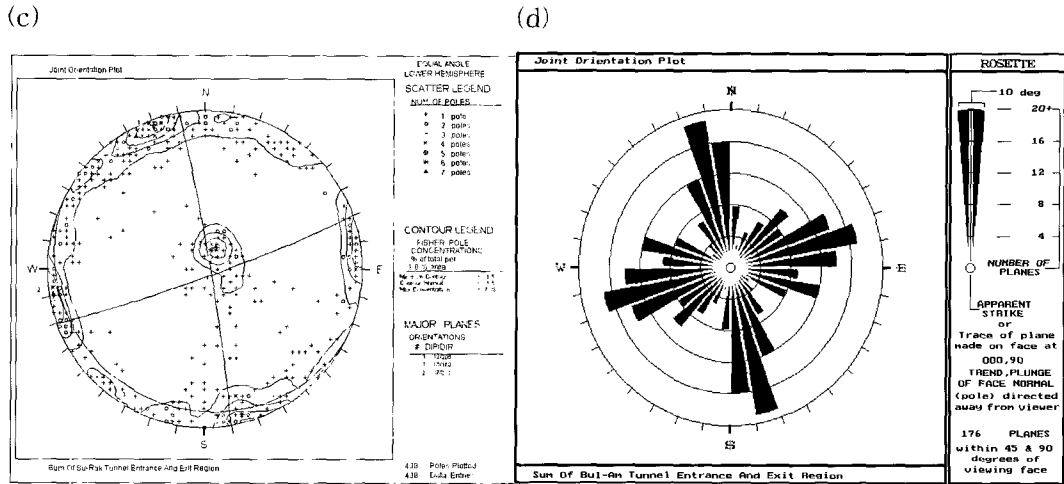 (c)
(d)
Joint Orientation Plot
N
W
E
S
Sum Of Su-Rak Tunnel Entrance And Exit Region
EQUAL ANGLE
LOWER HEMISPHERE
SCATTER LEGEND
NUM OF POLES
+ 1 pole
2 poles
3 poles
× 4 poles
5 poles
6 poles
▲ 7 poles
CONTOUR LEGEND
FISHER POLE
CONCENTRATIONS
% of total per
area
MAJOR PLANES
ORIENTATIONS
# DIP/DIR
Poles Plotted
Data Entries
Joint Orientation Plot
N
W
E
S
Sum Of Bul-Am Tunnel Entrance And Exit Region
ROSETTE
10 deg
20+
16
12
8
4
NUMBER OF
PLANES
APPARENT
STRIKE
or
Trace of plane
made on face at
000,90
TREND,PLUNGE
OF FACE NORMAL
(pole) directed
away from viewer
176 PLANES
within 45 & 90
degrees of
viewing face